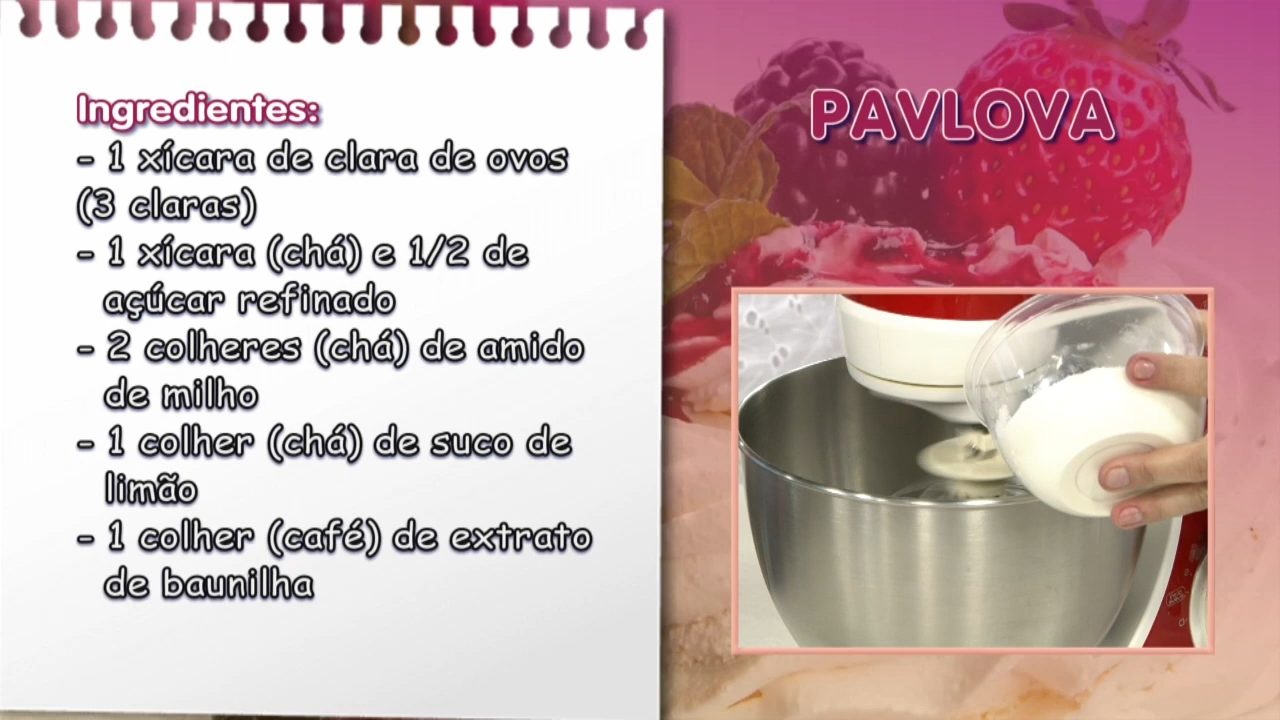 Ingredientes:
- 1 xícara de clara de ovos
(3 claras)
- 1 xícara (chá) e 1/2 de
açúcar refinado
- 2 colheres (chá) de amido
de milho
- 1 colher (chá) de suco de
limão
- 1 colher (café) de extrato
de baunilha
PAVLOVA